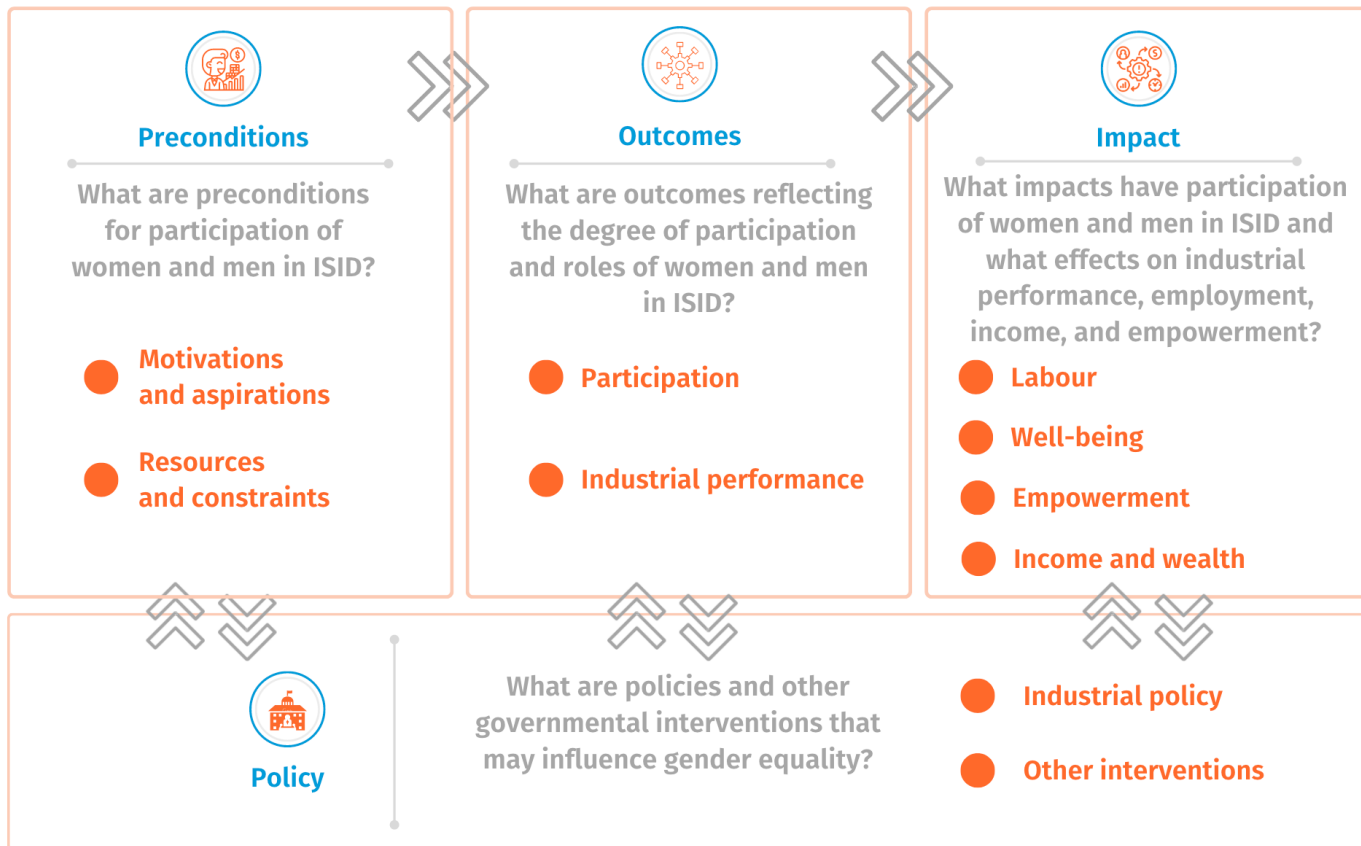 Preconditions
What are preconditions
for participation of
women and men in ISID?
Motivations
and aspirations
Resources
and constraints
Outcomes
What are outcomes reflecting
the degree of participation
and roles of women and men
in ISID?
Participation
Industrial performance
Impact
What impacts have participation
of women and men in ISID and
what effects on industrial
performance, employment,
income, and empowerment?
Labour
Well-being
Empowerment
Income and wealth
Policy
What are policies and other
governmental interventions that
may influence gender equality?
Industrial policy
Other interventions